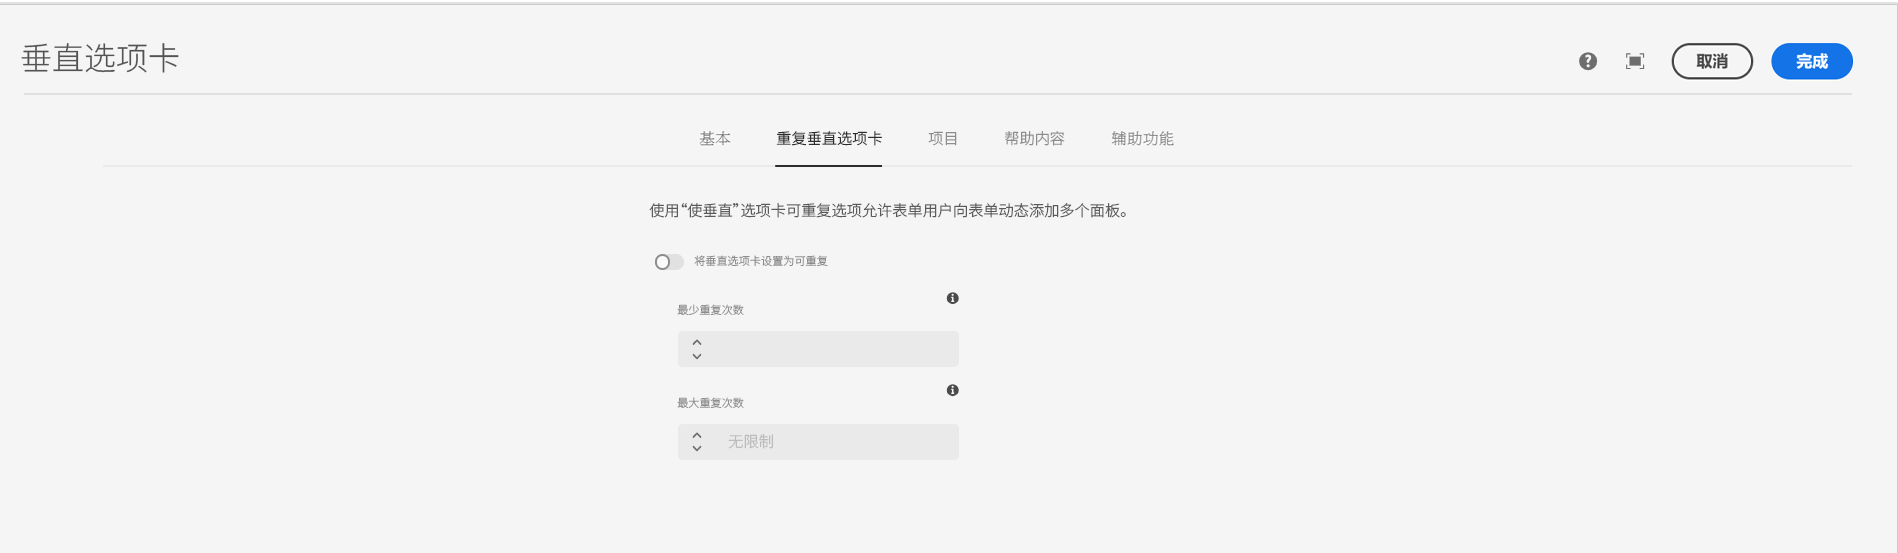 垂直选项卡
取消 完成
基本 重复垂直选项卡 项目 帮助内容 辅助功能
使用“使垂直”选项卡可重复选项允许表单用户向表单动态添加多个面板。
将垂直选项卡设置为可重复
最少重复次数
最大重复次数
无限制